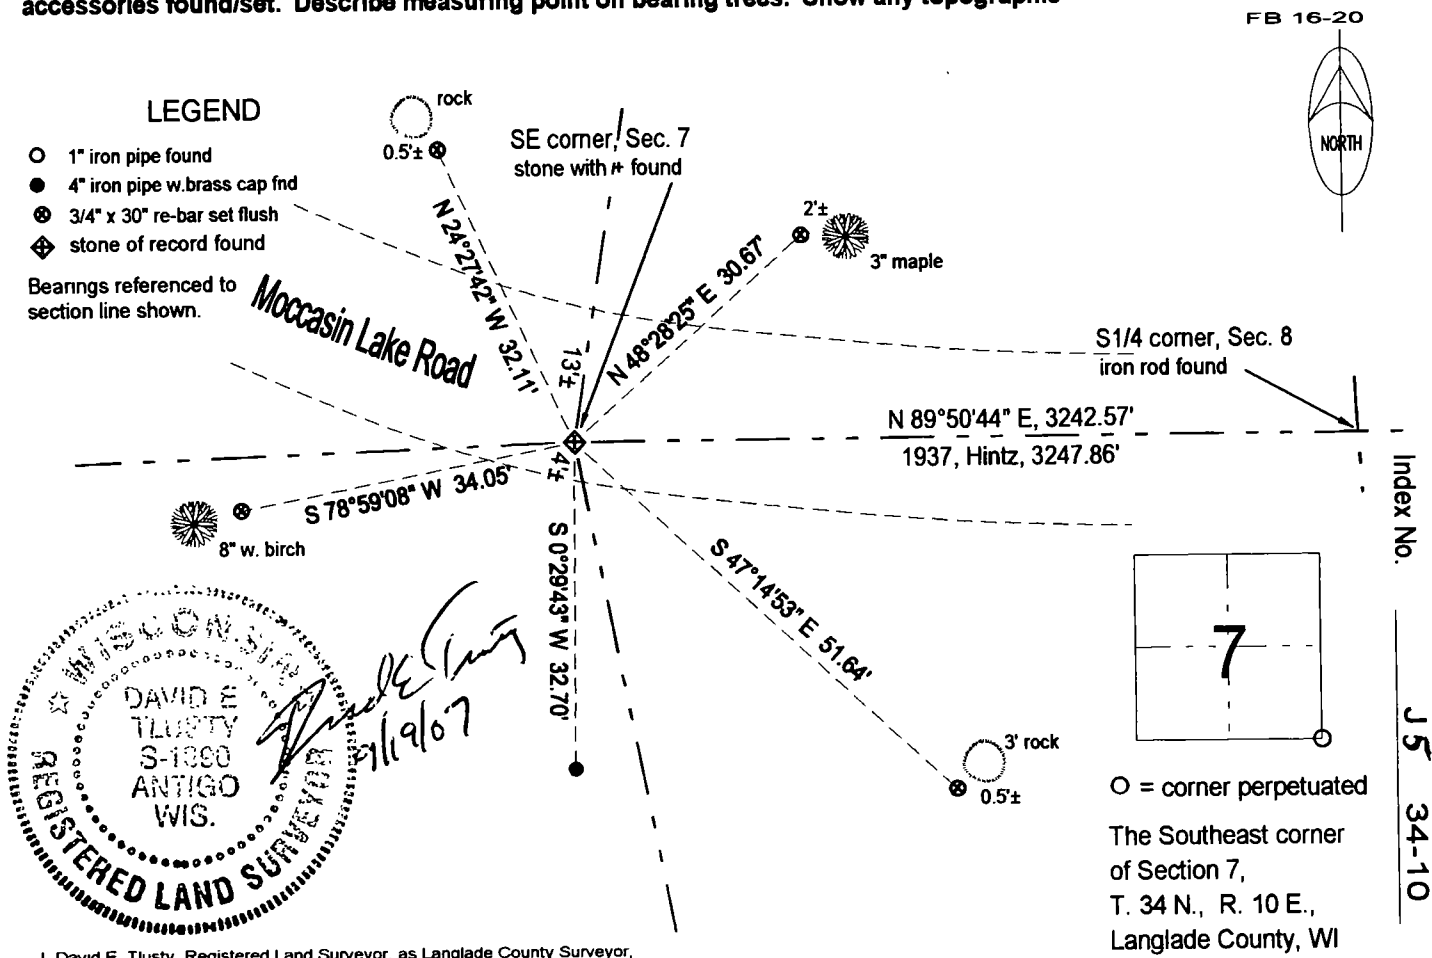 accessories found/set. Describe measuring point on bearing trees. Show any topographic
FB 16-20
NORTH
LEGEND
1" iron pipe found
4" iron pipe w.brass cap fnd
3/4" x 30" re-bar set flush
stone of record found
Bearings referenced to
section line shown.
rock
0.5'±
SE corner, Sec. 7
stone with + found
2'±
3" maple
N 24°27'42" W 32.11'
N 48°28'25" E 30.67'
Moccasin Lake Road
13'±
S1/4 corner, Sec. 8
iron rod found
N 89°50'44" E, 3242.57'
1937, Hintz, 3247.86'
4'±
S 78°59'08" W 34.05'
8" w. birch
S 0°29'43" W 32.70'
S 47°14'53" E 51.64'
3' rock
0.5'±
WISCONSIN
DAVID E
TLUSTY
S-1390
ANTIGO
WIS.
REGISTERED LAND SURVEYOR
David E Tlusty
9/19/07
7
O = corner perpetuated
The Southeast corner
of Section 7,
T. 34 N., R. 10 E.,
Langlade County, WI
Index No.
J 5 34-10
I, David E. Tlusty, Registered Land Surveyor, as Langlade County Surveyor,